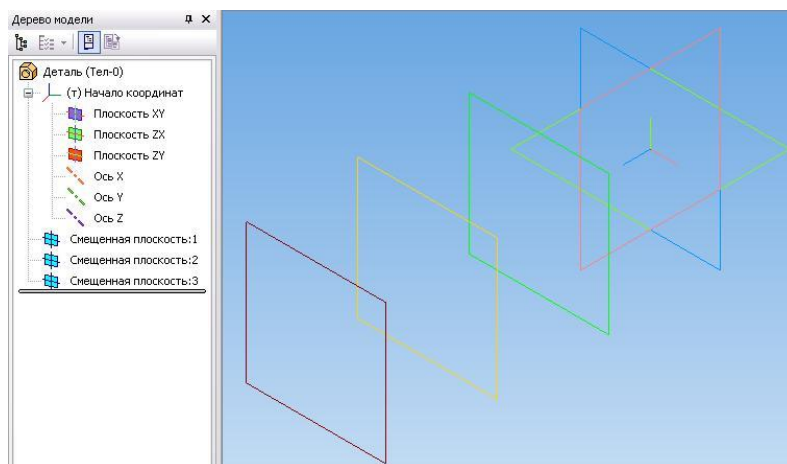 Дерево модели
Деталь (Тел-0)
(т) Начало координат
Плоскость XY
Плоскость ZX
Плоскость ZY
Ось X
Ось Y
Ось Z
Смещенная плоскость:1
Смещенная плоскость:2
Смещенная плоскость:3